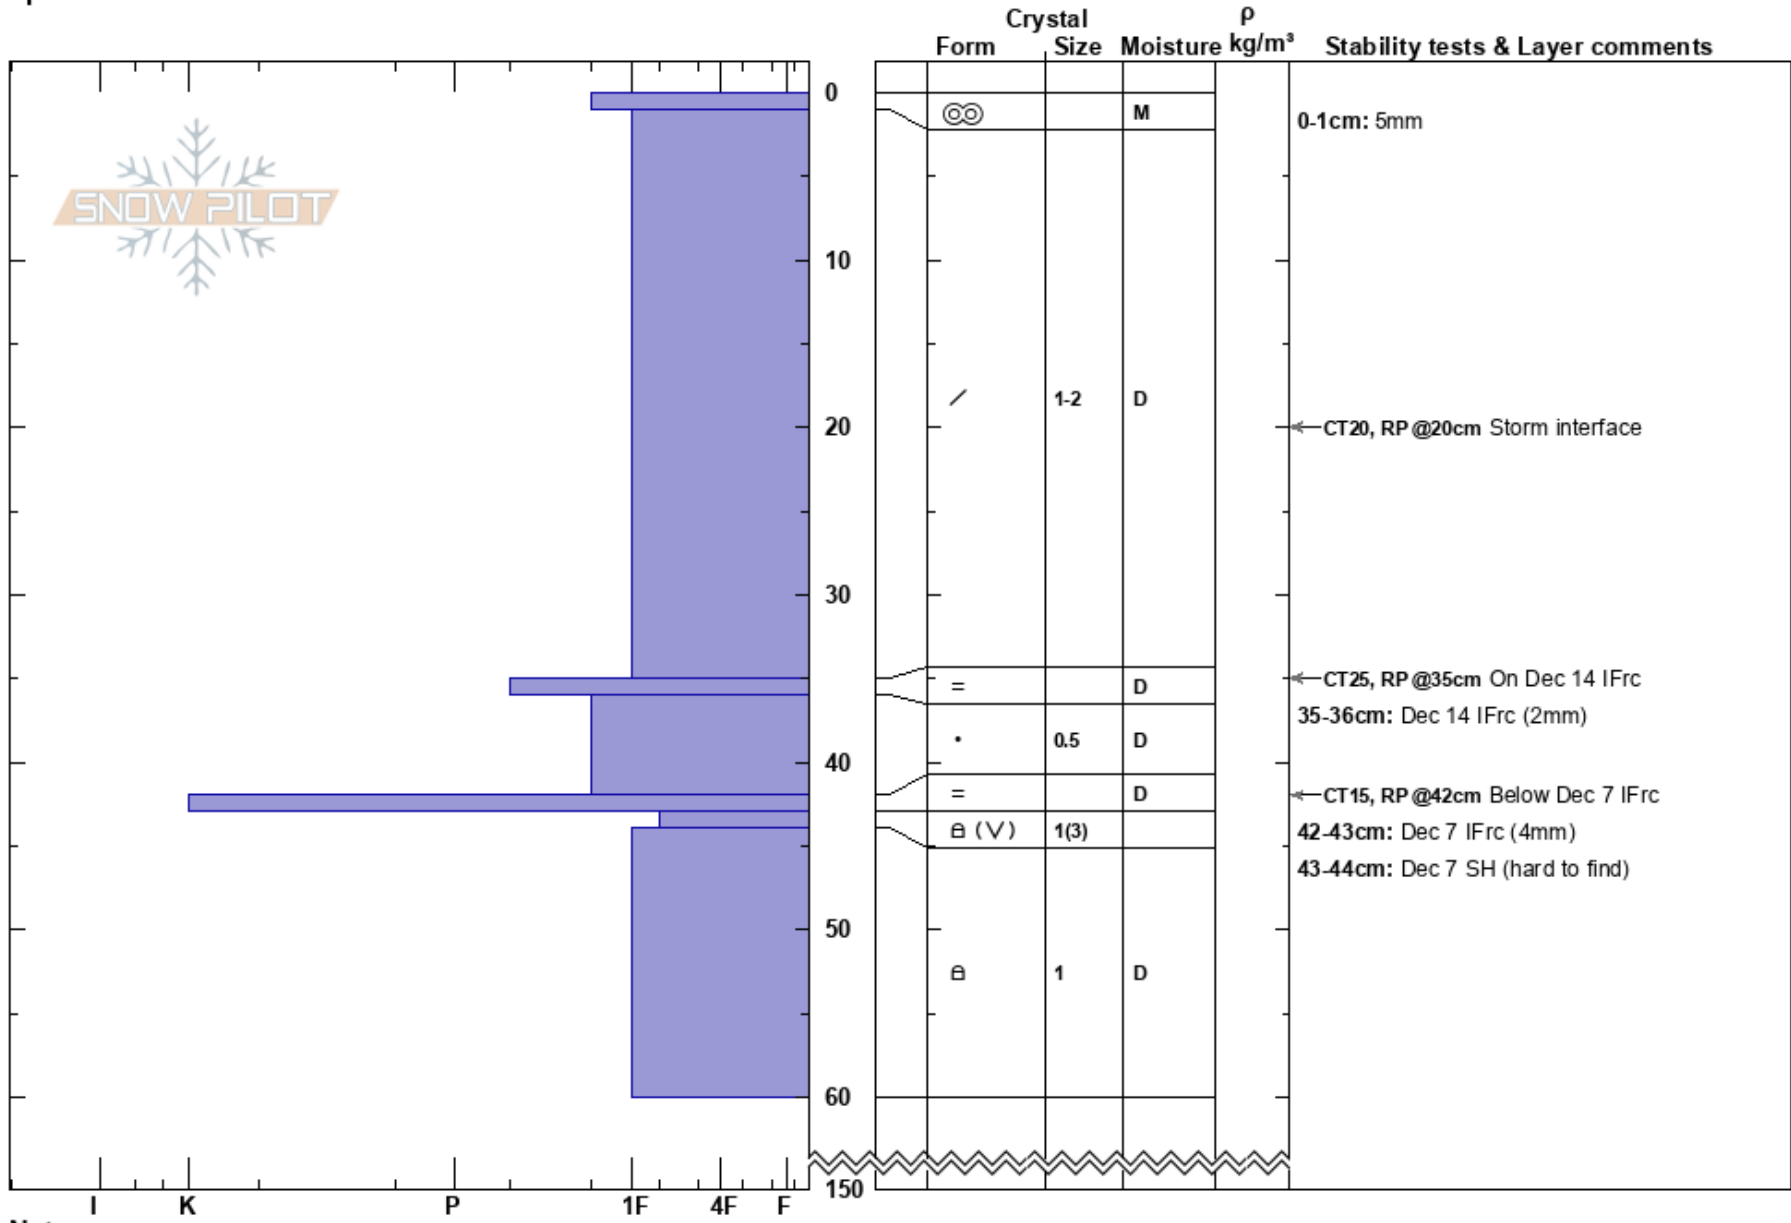 Crystal ρ
Form Size Moisture kg/m³ Stability tests & Layer comments
0
M
0-1cm: 5mm
SNOW PILOT
10
1-2 D
20
CT20, RP @20cm Storm interface
30
CT25, RP @35cm On Dec 14 IFrc
= D
35-36cm: Dec 14 IFrc (2mm)
0.5 D
40
= D
CT15, RP @42cm Below Dec 7 IFrc
(V) 1(3)
42-43cm: Dec 7 IFrc (4mm)
43-44cm: Dec 7 SH (hard to find)
50
1 D
60
150
I K P 1F 4F F